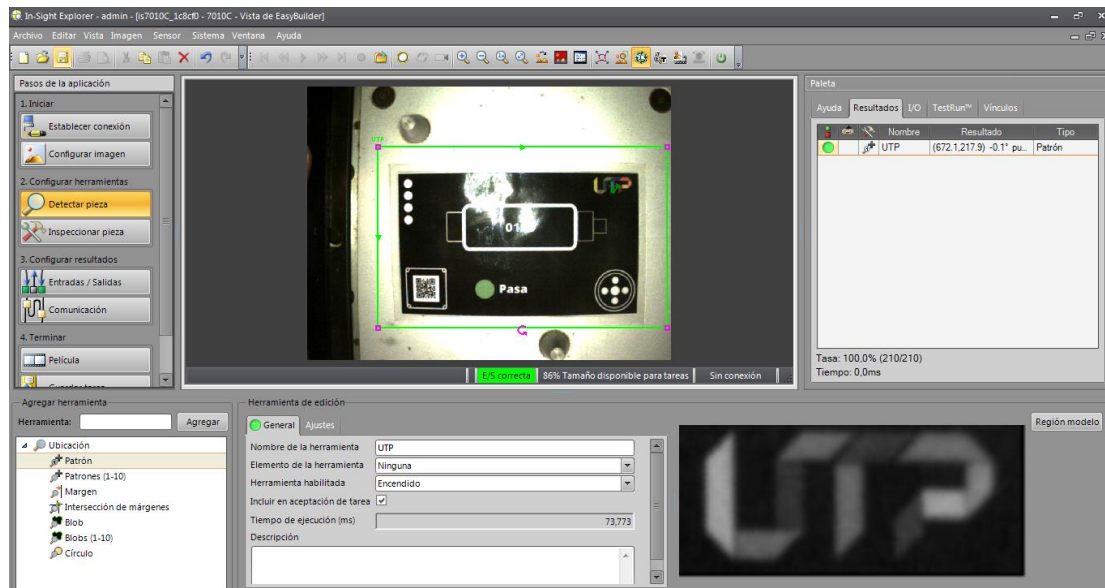 In-Sight Explorer - admin - [is7010C_1c8cf0 - 7010C - Vista de EasyBuilder]
Archivo Editar Vista Imagen Sensor Sistema Ventana Ayuda
Pasos de la aplicación
1. Iniciar
Establecer conexión
Configurar imagen
2. Configurar herramientas
Detectar pieza
Inspeccionar pieza
3. Configurar resultados
Entradas / Salidas
Comunicación
4. Terminar
Película
UTP
UTP
Pasa
E/S correcta 86% Tamaño disponible para tareas Sin conexión
Paleta
Ayuda Resultados I/O TestRun™ Vínculos
Nombre Resultado Tipo
UTP (672.1,217.9) -0.1° pu... Patrón
Tasa: 100,0% (210/210)
Tiempo: 0,0ms
Agregar herramienta
Herramienta: Agregar
Ubicación
Patrón
Patrones (1-10)
Margen
Intersección de márgenes
Blob
Blobs (1-10)
Círculo
Herramienta de edición
General Ajustes
Nombre de la herramienta UTP
Elemento de la herramienta Ninguna
Herramienta habilitada Encendido
Incluir en aceptación de tarea
Tiempo de ejecución (ms) 73,773
Descripción
Región modelo
UTP